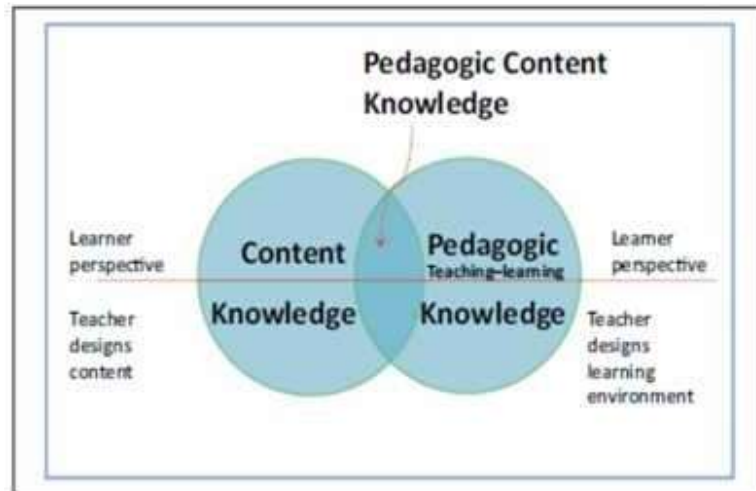 Pedagogic Content
Knowledge
Learner
perspective
Content
Pedagogic
Teaching-learning
Learner
perspective
Teacher
designs
content
Knowledge
Knowledge
Teacher
designs
learning
environment